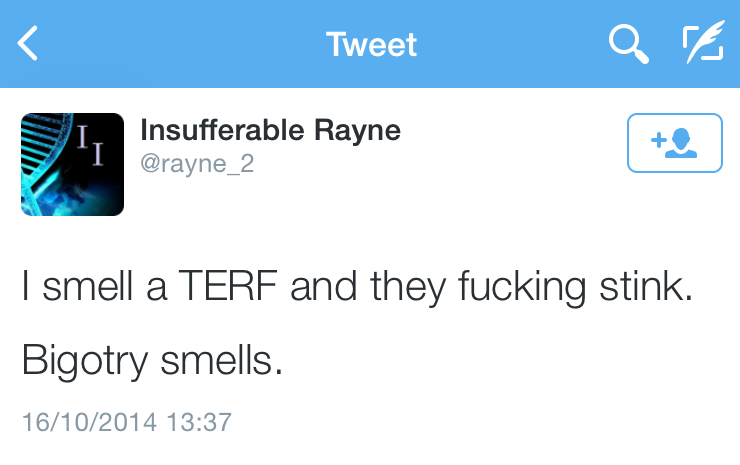 Tweet
I I
Insufferable Rayne
@rayne_2
I smell a TERF and they fucking stink.
Bigotry smells.
16/10/2014 13:37